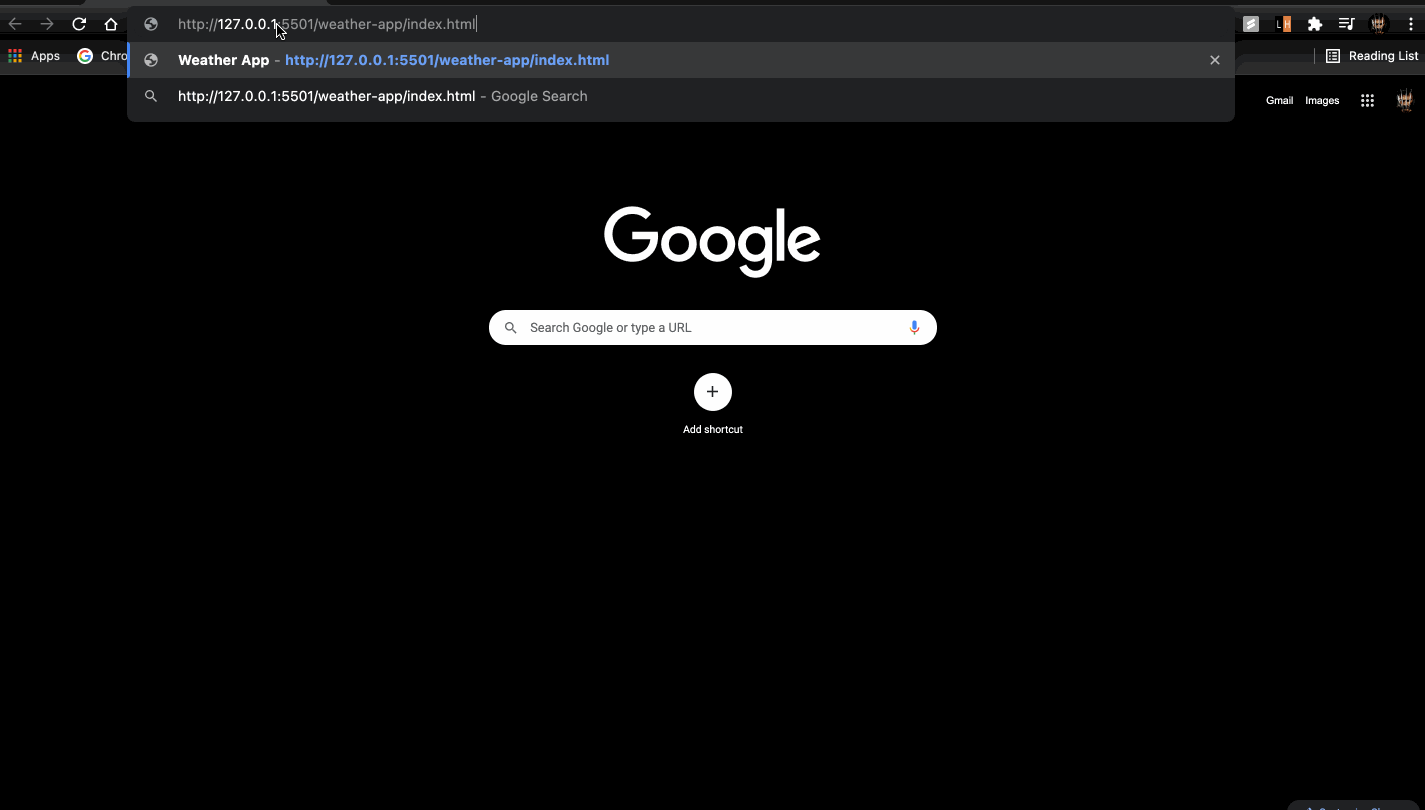 http://127.0.0.1:5501/weather-app/index.html
Weather App - http://127.0.0.1:5501/weather-app/index.html
http://127.0.0.1:5501/weather-app/index.html - Google Search
LH
Apps
Chro
Reading List
Gmail Images
Google
Search Google or type a URL
Add shortcut